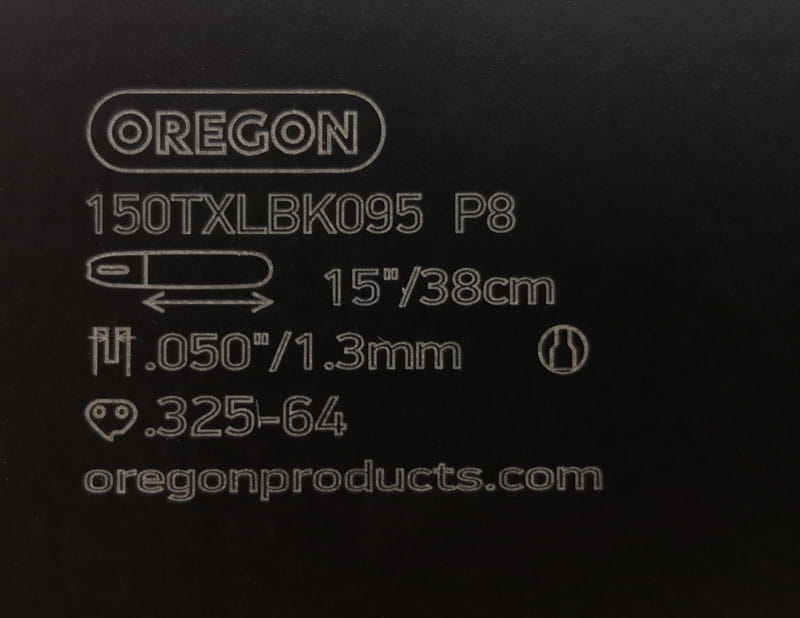 OREGON
150TXLBK095 P8
15"/38cm
.050"/1.3mm
.325-64
oregonproducts.com